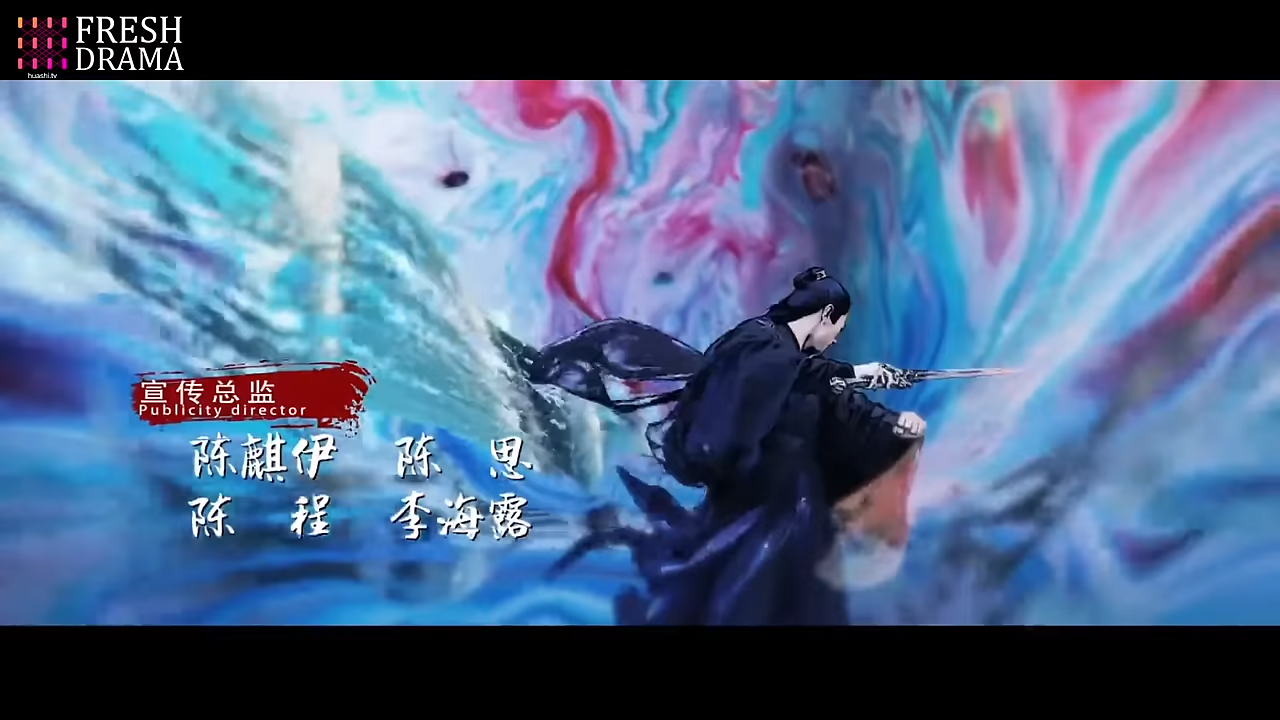 FRESH
DRAMA
huashi.tv
宣传总监
Publicity director
陈麒伊 陈 思
陈 程 李海露